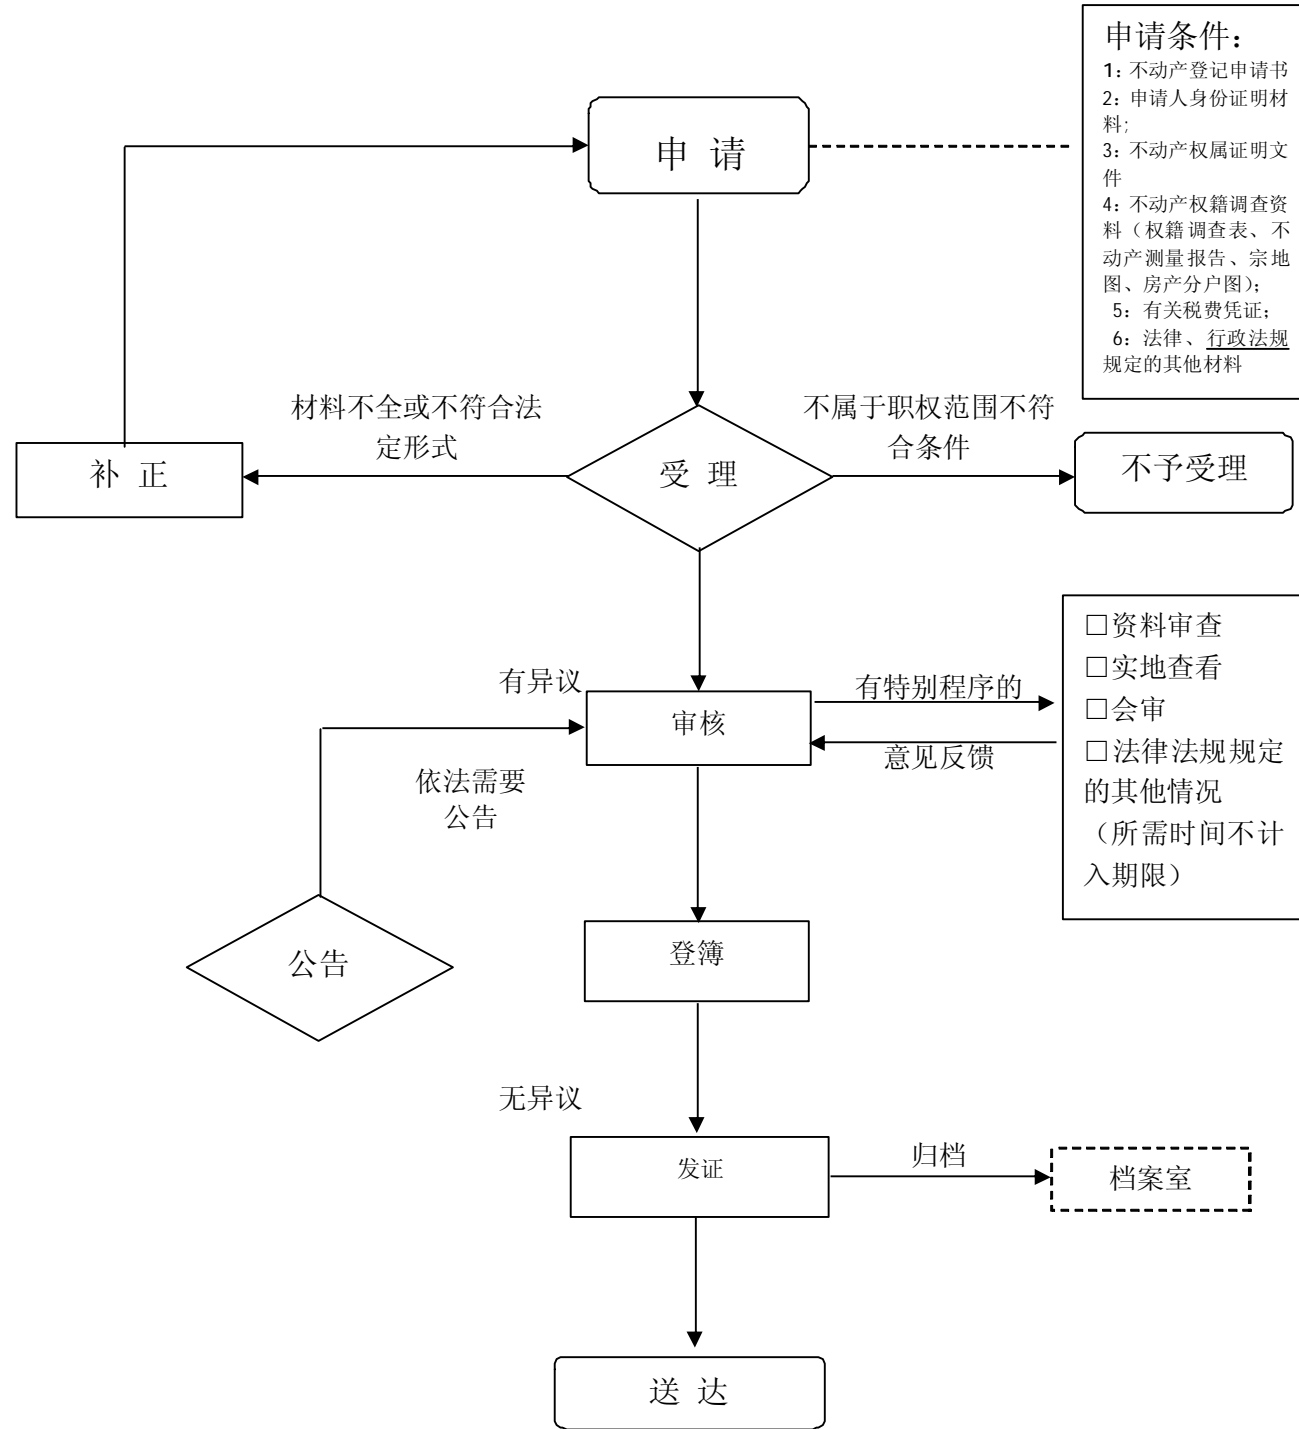 申请条件：
1：不动产登记申请书
2：申请人身份证明材
料；
3：不动产权属证明文
件
4：不动产权籍调查资
料（权籍调查表、不
动产测量报告、宗地
图、房产分户图）；
5：有关税费凭证；
6：法律、行政法规
规定的其他材料
申 请
材料不全或不符合法
定形式
不属于职权范围不符
合条件
补 正
受 理
不予受理
有异议
审核
有特别程序的
意见反馈
□资料审查
□实地查看
□会审
□法律法规规定
的其他情况
（所需时间不计
入期限）
依法需要
公告
公告
登簿
无异议
发证
归档
档案室
送 达